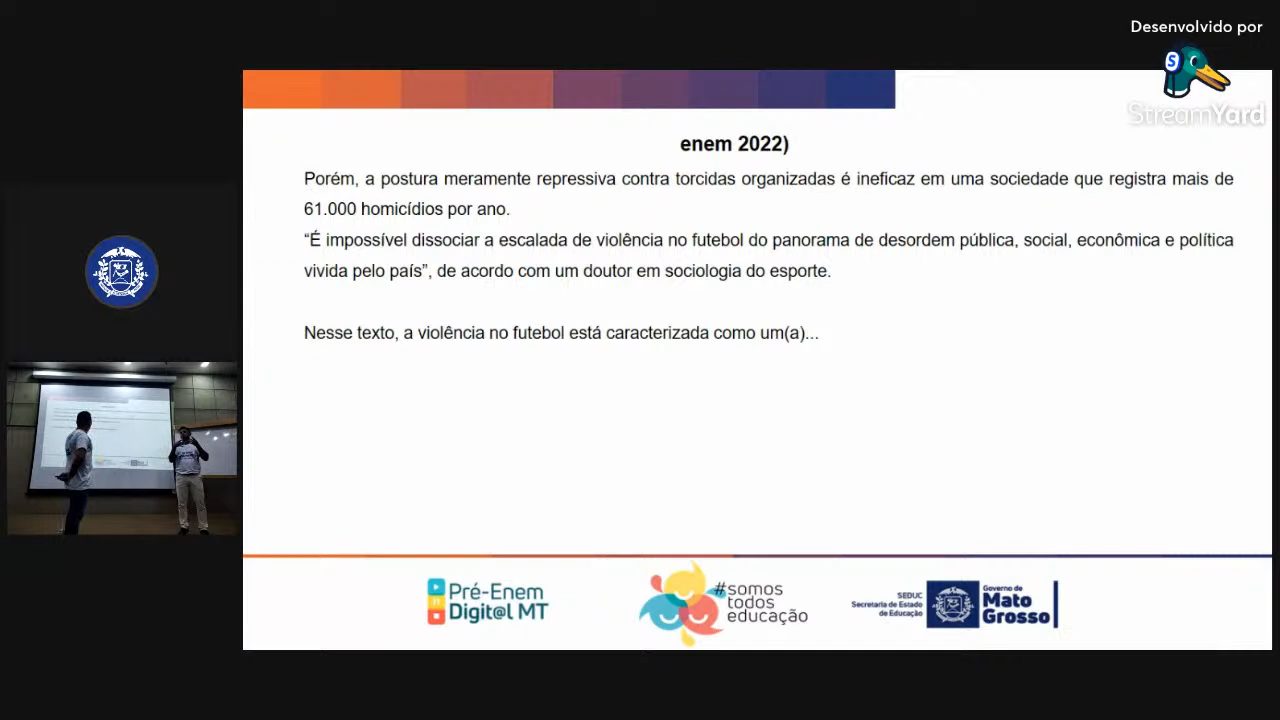 Desenvolvido por
S
StreamYard
enem 2022)
Porém, a postura meramente repressiva contra torcidas organizadas é ineficaz em uma sociedade que registra mais de
61.000 homicídios por ano.
“É impossível dissociar a escalada de violência no futebol do panorama de desordem pública, social, econômica e política
vivida pelo país”, de acordo com um doutor em sociologia do esporte.
Nesse texto, a violência no futebol está caracterizada como um(a)...
Pré-Enem
Digit@l MT
#somos
todos
educação
SEDUC
Secretaria de Estado
de Educação
Governo de
Mato
Grosso